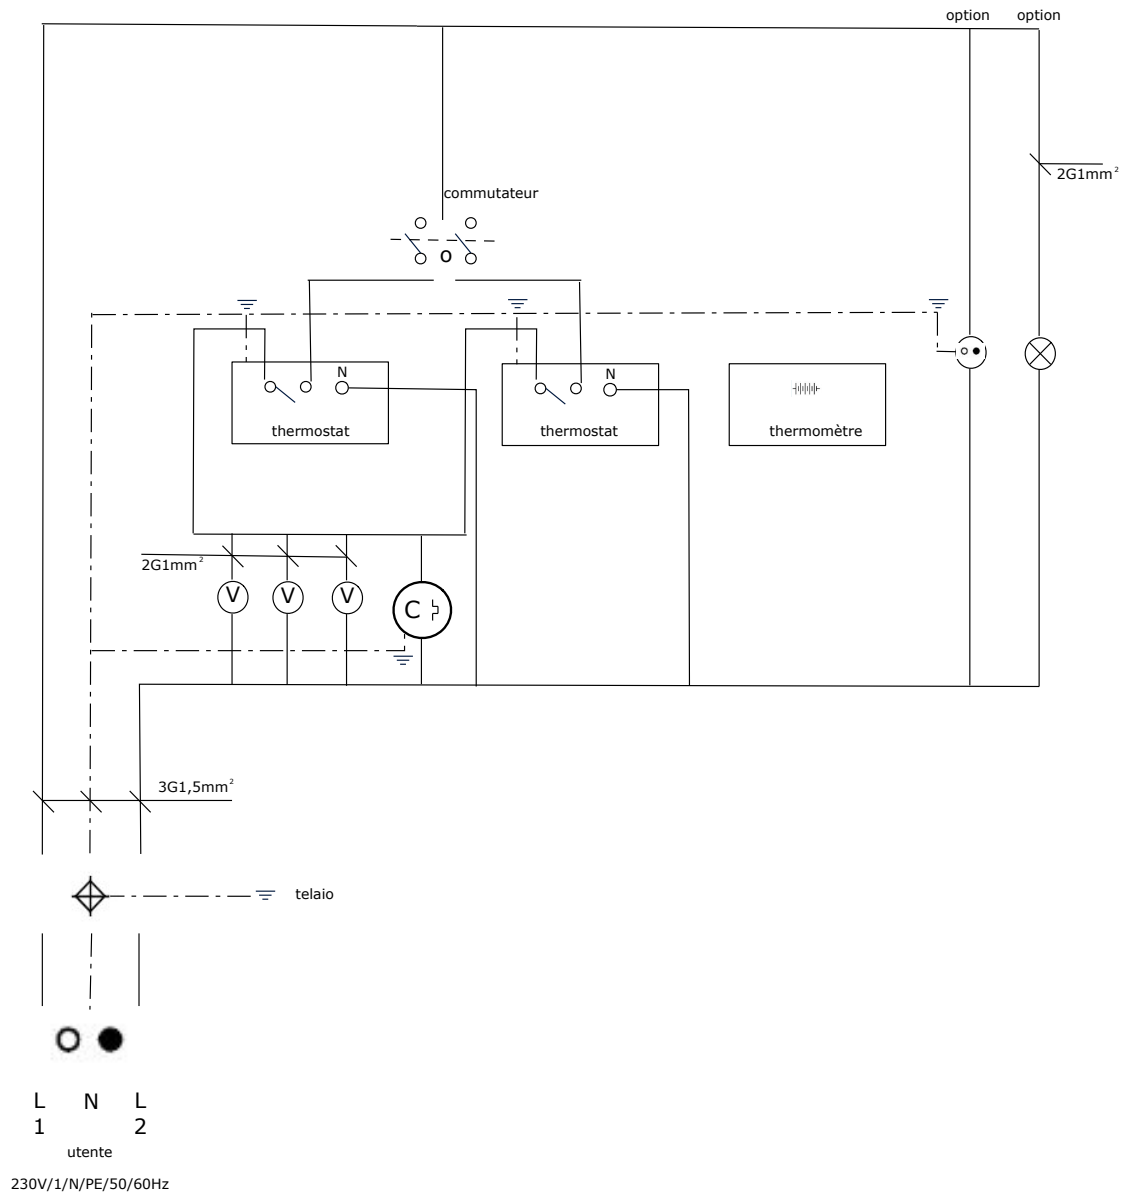 option option
2G1mm²
commutateur
O
N
N
thermostat
thermostat
thermomètre
2G1mm²
V V V
C
3G1,5mm²
telaio
L N L
1 2
utente
230V/1/N/PE/50/60Hz